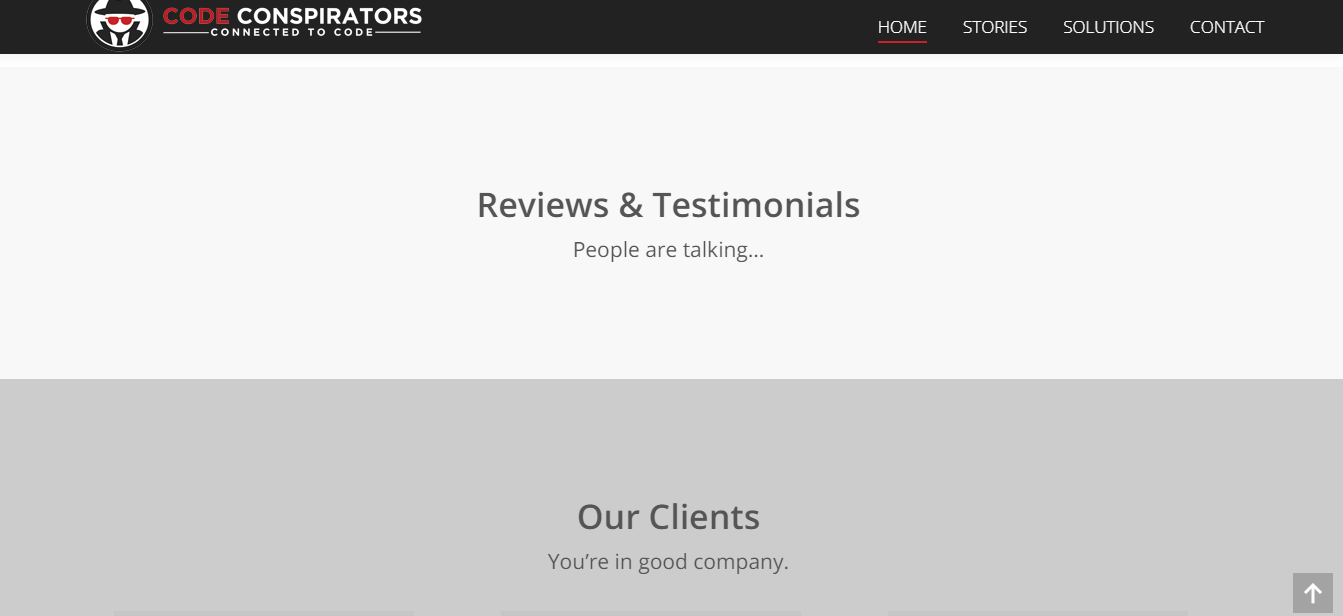 CODE CONSPIRATORS
CONNECTED TO CODE
HOME STORIES SOLUTIONS CONTACT
Reviews & Testimonials
People are talking...
Our Clients
You’re in good company.